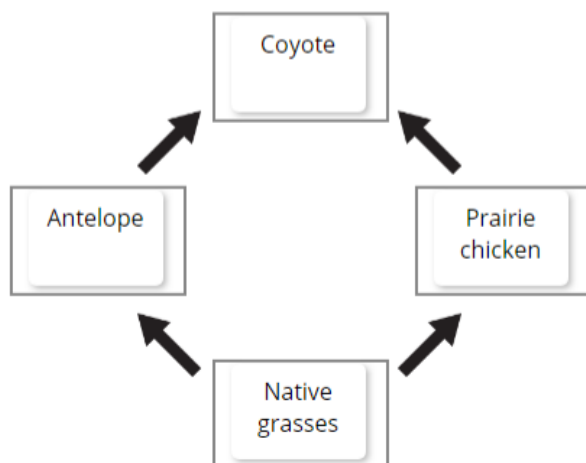 Coyote
Antelope
Prairie
chicken
Native
grasses